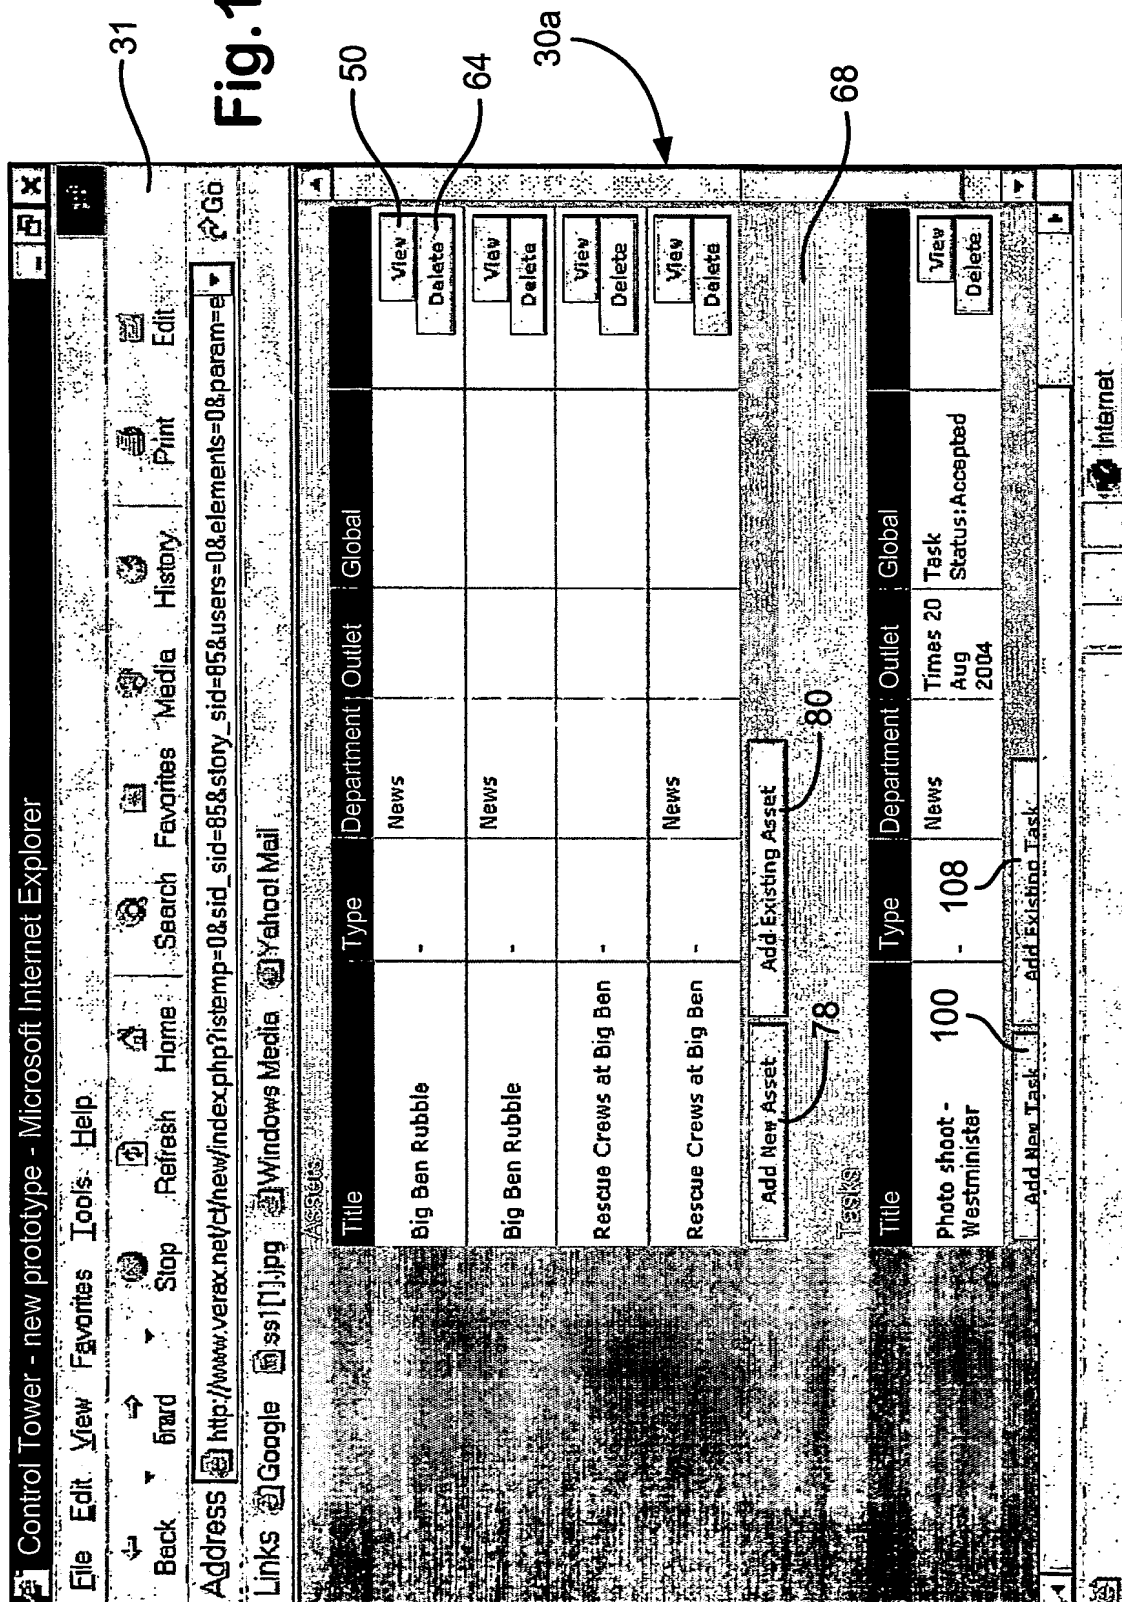 Control Tower - new prototype - Microsoft Internet Explorer
File Edit View Favorites Tools Help
Back Stop Refresh Home Search Favorites Media History Print Edit
31
Address http://www.verax.net/ct/new/index.php?istemp=0&sid_sid=85&story_sid=85&users=0&elements=0&param=e Go
Links Google ss1[1].jpg Windows Media Yahoo! Mail
Fig.1
Assets
Title Type Department Outlet Global
Big Ben Rubble - News View Delete
50
64
Big Ben Rubble - News View Delete
Rescue Crews at Big Ben - View Delete
30a
Rescue Crews at Big Ben - News View Delete
Add New Asset Add Existing Asset
78 80
68
Tasks
Title Type Department Outlet Global
Photo shoot - Westminister - News Times 20 Aug 2004 Task Status:Accepted View Delete
100 108
Add New Task Add Existing Task
Internet